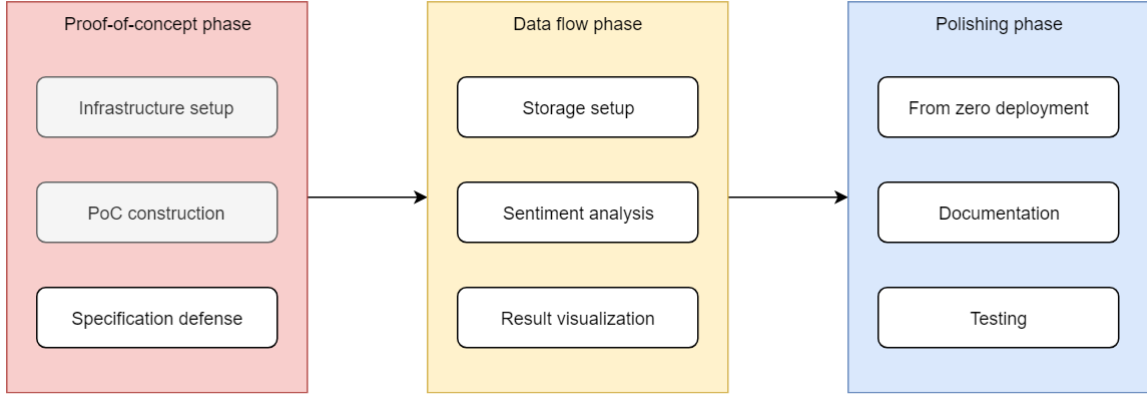 Proof-of-concept phase
Infrastructure setup
PoC construction
Specification defense
Data flow phase
Storage setup
Sentiment analysis
Result visualization
Polishing phase
From zero deployment
Documentation
Testing